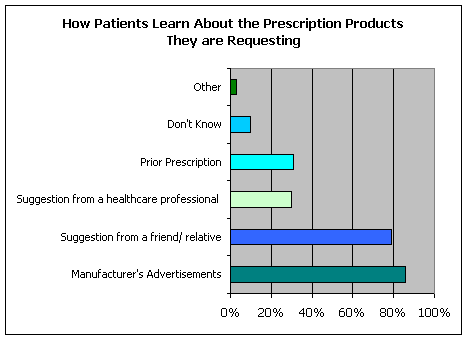 How Patients Learn About the Prescription Products
They are Requesting
Other
Don't Know
Prior Prescription
Suggestion from a healthcare professional
Suggestion from a friend/ relative
Manufacturer's Advertisements
0% 20% 40% 60% 80% 100%